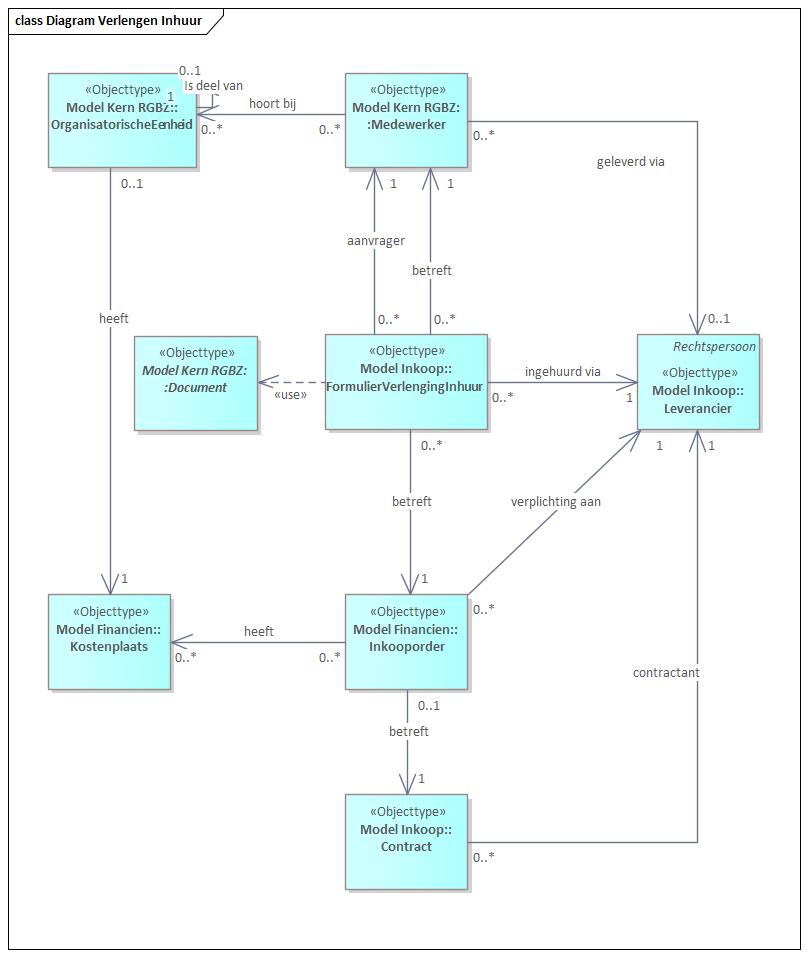 class Diagram Verlengen Inhuur
0..1
is deel van
1
«Objecttype»
Model Kern RGBZ::
OrganisatorischeEenheid
0..*
hoort bij
0..*
«Objecttype»
Model Kern RGBZ:
:Medewerker
0..*
geleverd via
0..1
0..1
1
1
aanvrager
betreft
0..*
0..*
heeft
«Objecttype»
Model Kern RGBZ:
:Document
«use»
«Objecttype»
Model Inkoop::
FormulierVerlengingInhuur
ingehuurd via
0..*
1
Rechtspersoon
«Objecttype»
Model Inkoop::
Leverancier
0..*
1
1
betreft
verplichting aan
1
1
0..*
«Objecttype»
Model Financien::
Kostenplaats
heeft
0..*
0..*
«Objecttype»
Model Financien::
Inkooporder
contractant
0..1
betreft
1
«Objecttype»
Model Inkoop::
Contract
0..*